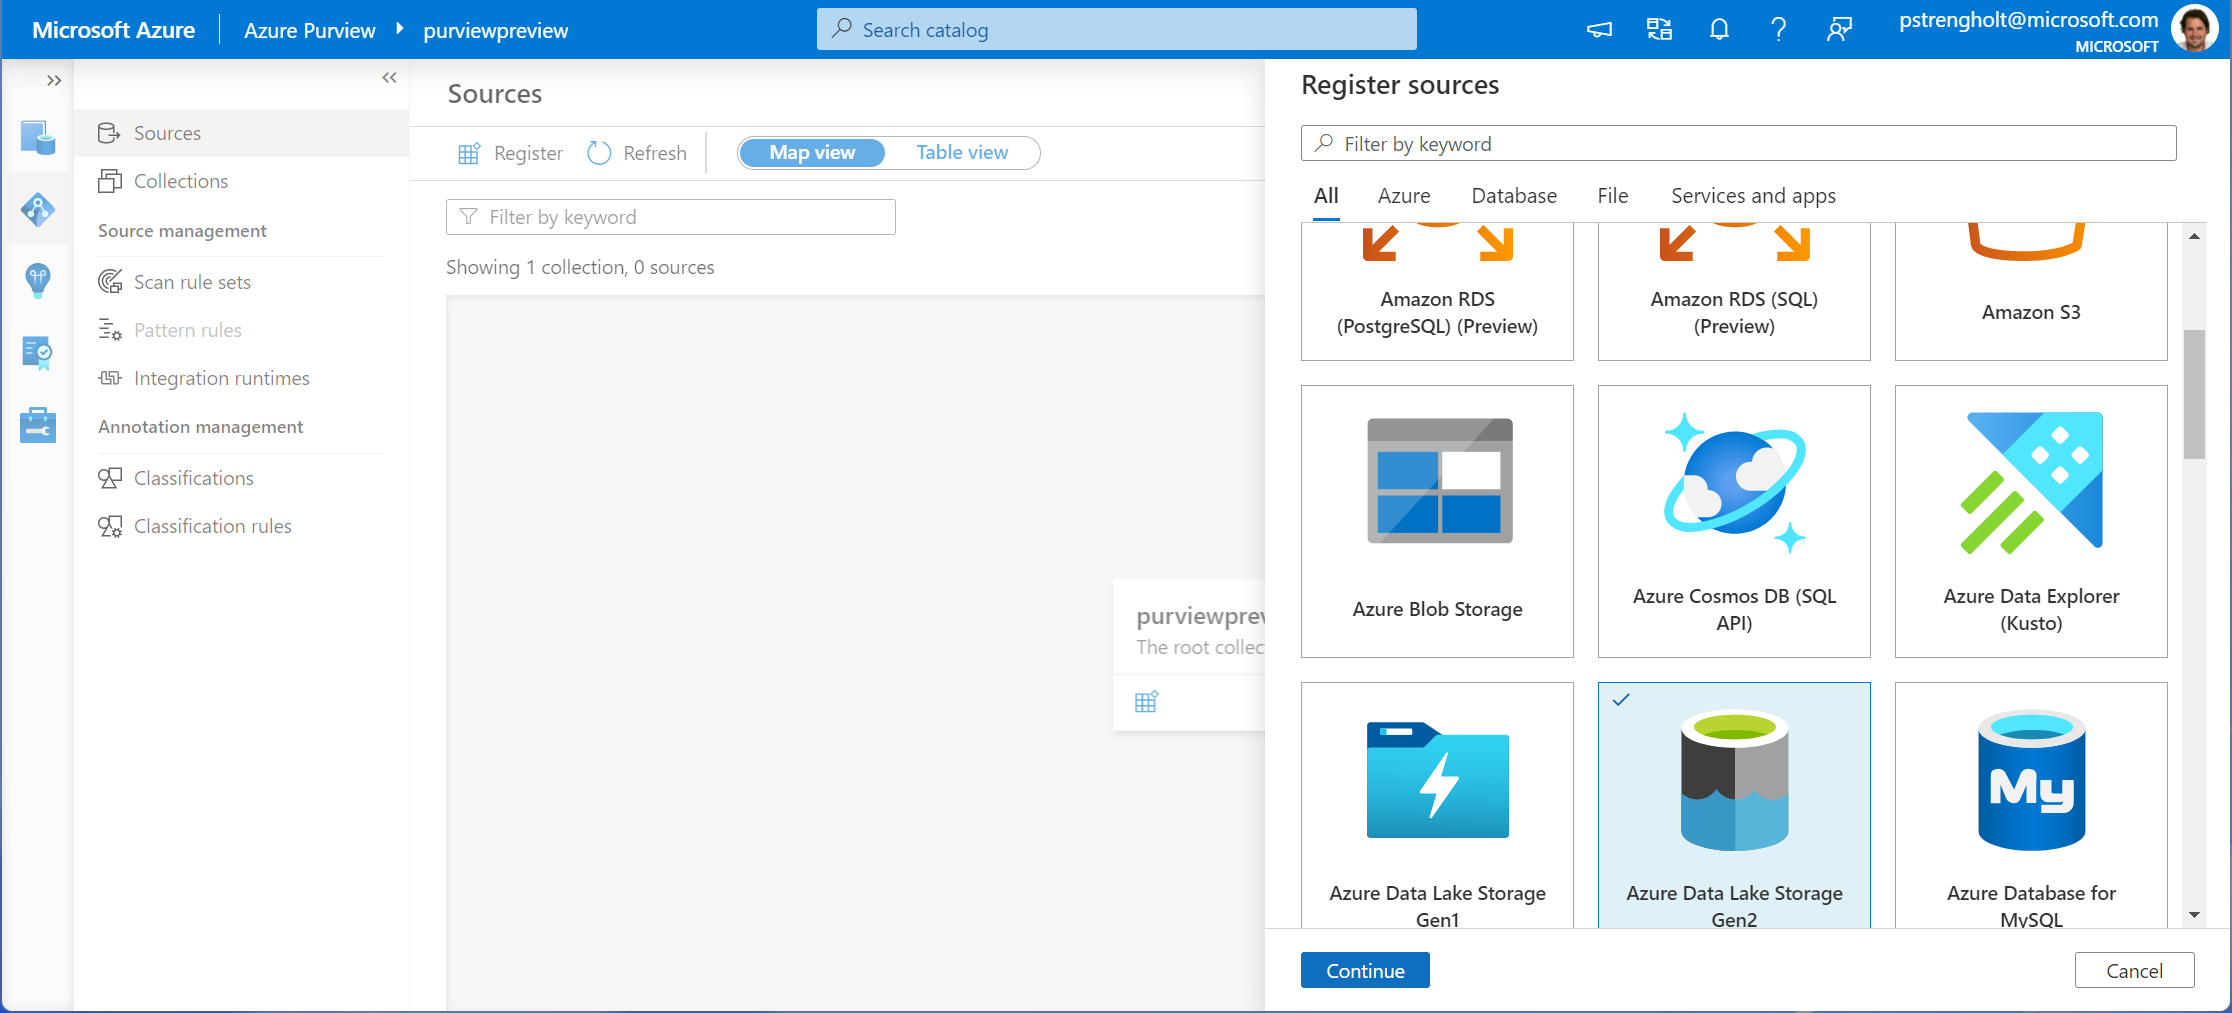 Microsoft Azure
Azure Purview
purviewpreview
Search catalog
pstrengholt@microsoft.com
MICROSOFT
Sources
Collections
Source management
Scan rule sets
Pattern rules
Integration runtimes
Annotation management
Classifications
Classification rules
Sources
Register
Refresh
Map view
Table view
Filter by keyword
Showing 1 collection, 0 sources
purviewprev
The root collec
Register sources
Filter by keyword
All
Azure
Database
File
Services and apps
Amazon RDS
(PostgreSQL) (Preview)
Amazon RDS (SQL)
(Preview)
Amazon S3
Azure Blob Storage
Azure Cosmos DB (SQL
API)
Azure Data Explorer
(Kusto)
Azure Data Lake Storage
Gen1
Azure Data Lake Storage
Gen2
My
Azure Database for
MySQL
Continue
Cancel